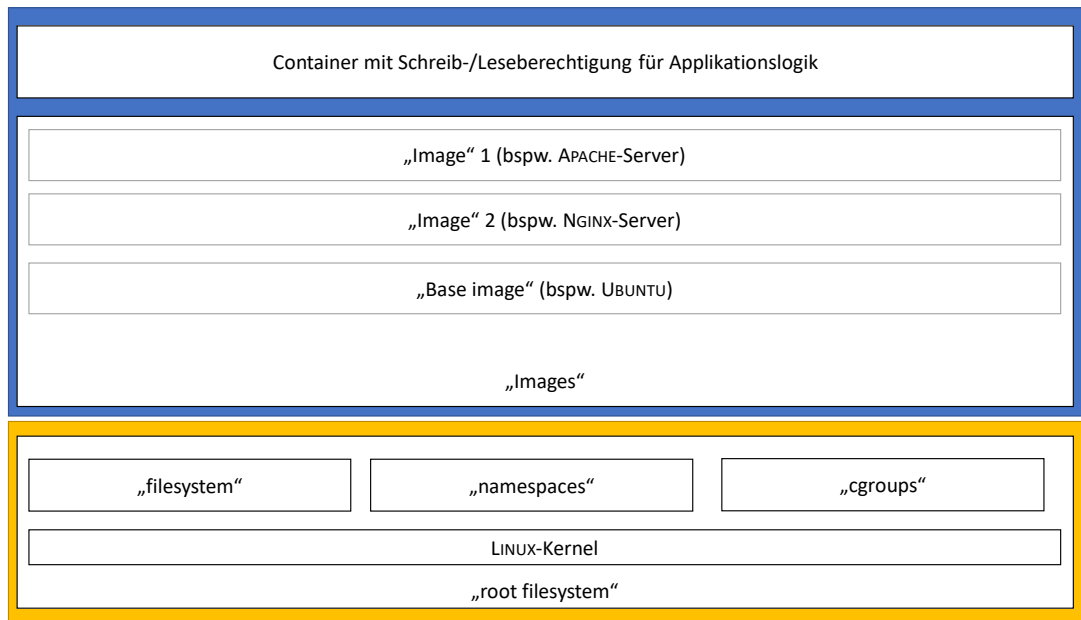 Container mit Schreib-/Leseberechtigung für Applikationslogik
„Image“ 1 (bspw. APACHE-Server)
„Image“ 2 (bspw. NGINX-Server)
„Base image“ (bspw. UBUNTU)
„Images“
„filesystem“ „namespaces“ „cgroups“
LINUX-Kernel
„root filesystem“